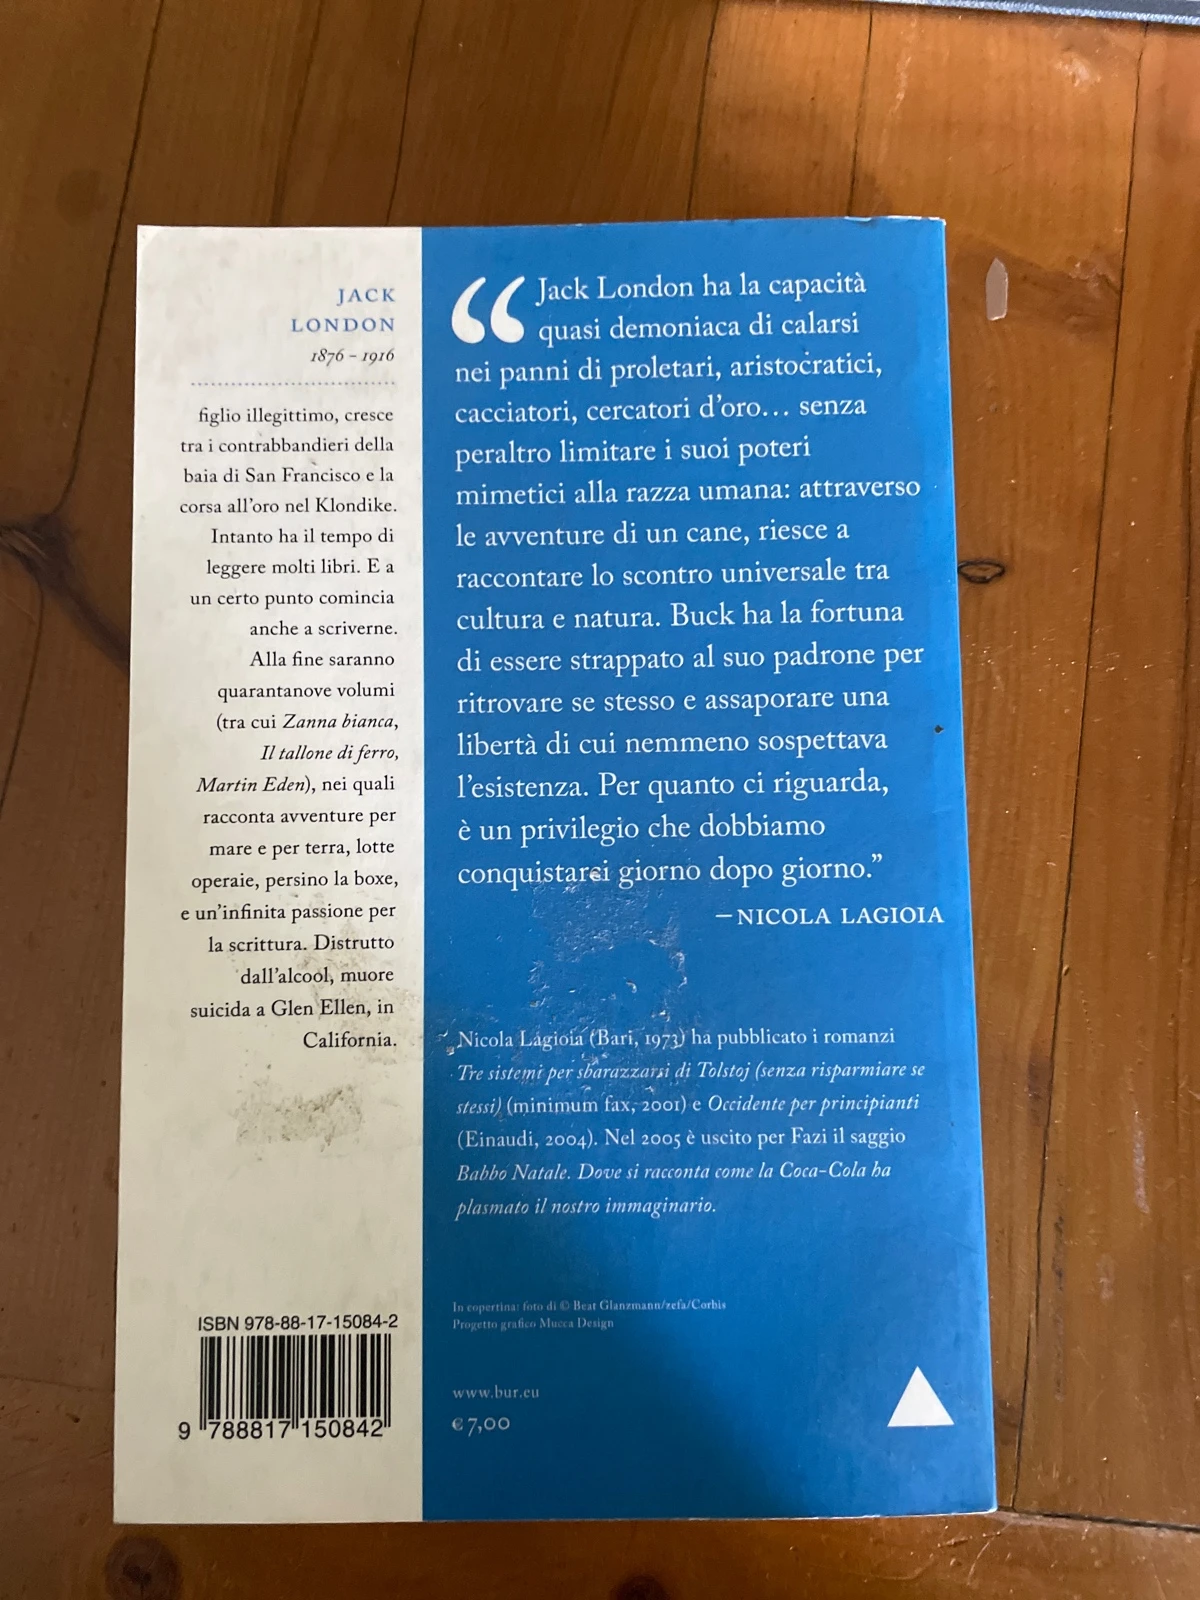 JACK
LONDON
1876 – 1916
figlio illegittimo, cresce
tra i contrabbandieri della
baia di San Francisco e la
corsa all'oro nel Klondike.
Intanto ha il tempo di
leggere molti libri. E a
un certo punto comincia
anche a scriverne.
Alla fine saranno
quarantanove volumi
(tra cui Zanna bianca,
Il tallone di ferro,
Martin Eden), nei quali
racconta avventure per
mare e per terra, lotte
operaie, persino la boxe,
e un'infinita passione per
la scrittura. Distrutto
dall'alcool, muore
suicida a Glen Ellen, in
California.
ISBN 978-88-17-15084-2
9 788817 150842
“Jack London ha la capacità
quasi demoniaca di calarsi
nei panni di proletari, aristocratici,
cacciatori, cercatori d'oro... senza
peraltro limitare i suoi poteri
mimetici alla razza umana: attraverso
le avventure di un cane, riesce a
raccontare lo scontro universale tra
cultura e natura. Buck ha la fortuna
di essere strappato al suo padrone per
ritrovare se stesso e assaporare una
libertà di cui nemmeno sospettava
l'esistenza. Per quanto ci riguarda,
è un privilegio che dobbiamo
conquistarci giorno dopo giorno.”
—NICOLA LAGIOIA
Nicola Lagioia (Bari, 1973) ha pubblicato i romanzi
Tre sistemi per sbarazzarsi di Tolstoj (senza risparmiare se
stessi) (minimum fax, 2001) e Occidente per principianti
(Einaudi, 2004). Nel 2005 è uscito per Fazi il saggio
Babbo Natale. Dove si racconta come la Coca-Cola ha
plasmato il nostro immaginario.
In copertina: foto di © Beat Glanzmann/zefa/Corbis
Progetto grafico Mucca Design
www.bur.eu
€ 7,00